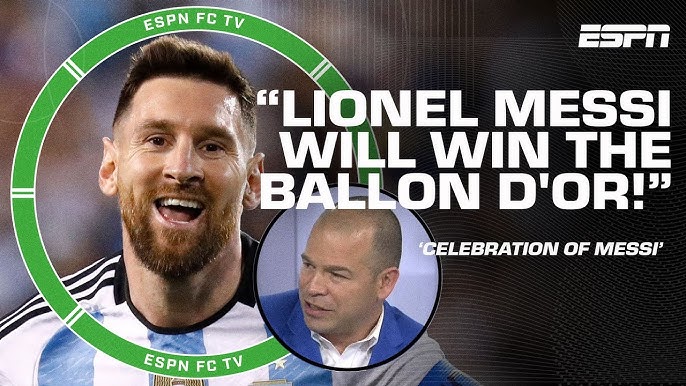 ESPN FC TV
ESPN
“LIONEL MESSI
WILL WIN THE
BALLON D'OR!”
‘CELEBRATION OF MESSI’
ESPN FC TV